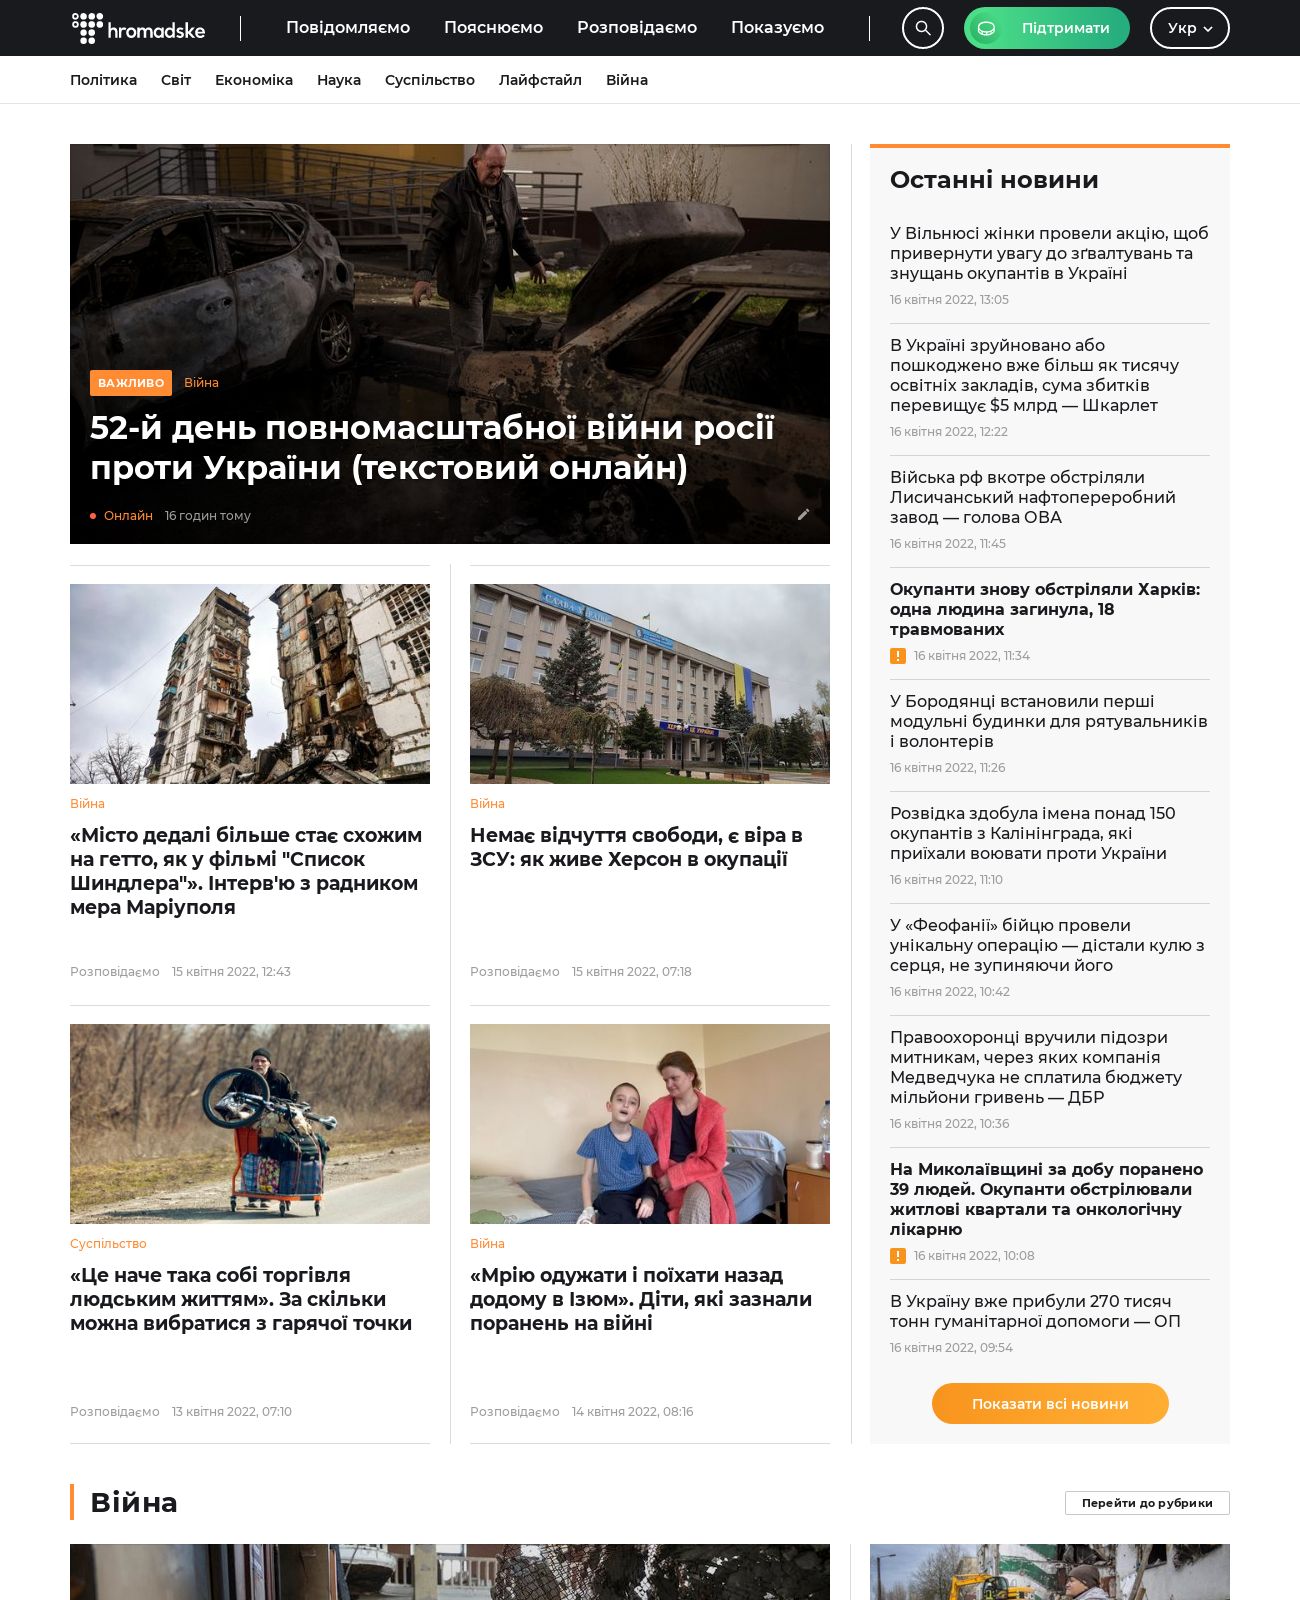 hromadske
Повідомляємо
Пояснюємо
Розповідаємо
Показуємо
Підтримати
Укр
Політика
Світ
Економіка
Наука
Суспільство
Лайфстайл
Війна
ВАЖЛИВО
Війна
52-й день повномасштабної війни росії
проти України (текстовий онлайн)
Онлайн
16 годин тому
Війна
«Місто дедалі більше стає схожим
на гетто, як у фільмі "Список
Шиндлера"». Інтерв'ю з радником
мера Маріуполя
Розповідаємо
15 квітня 2022, 12:43
СЛАВА УКРАЇНІ
Війна
Немає відчуття свободи, є віра в
ЗСУ: як живе Херсон в окупації
Розповідаємо
15 квітня 2022, 07:18
Суспільство
«Це наче така собі торгівля
людським життям». За скільки
можна вибратися з гарячої точки
Розповідаємо
13 квітня 2022, 07:10
Війна
«Мрію одужати і поїхати назад
додому в Ізюм». Діти, які зазнали
поранень на війні
Розповідаємо
14 квітня 2022, 08:16
Останні новини
У Вільнюсі жінки провели акцію, щоб
привернути увагу до зґвалтувань та
знущань окупантів в Україні
16 квітня 2022, 13:05
В Україні зруйновано або
пошкоджено вже більш як тисячу
освітніх закладів, сума збитків
перевищує $5 млрд — Шкарлет
16 квітня 2022, 12:22
Війська рф вкотре обстріляли
Лисичанський нафтопереробний
завод — голова ОВА
16 квітня 2022, 11:45
Окупанти знову обстріляли Харків:
одна людина загинула, 18
травмованих
16 квітня 2022, 11:34
У Бородянці встановили перші
модульні будинки для рятувальників
і волонтерів
16 квітня 2022, 11:26
Розвідка здобула імена понад 150
окупантів з Калінінграда, які
приїхали воювати проти України
16 квітня 2022, 11:10
У «Феофанії» бійцю провели
унікальну операцію — дістали кулю з
серця, не зупиняючи його
16 квітня 2022, 10:42
Правоохоронці вручили підозри
митникам, через яких компанія
Медведчука не сплатила бюджету
мільйони гривень — ДБР
16 квітня 2022, 10:36
На Миколаївщині за добу поранено
39 людей. Окупанти обстрілювали
житлові квартали та онкологічну
лікарню
16 квітня 2022, 10:08
В Україну вже прибули 270 тисяч
тонн гуманітарної допомоги — ОП
16 квітня 2022, 09:54
Показати всі новини
Війна
Перейти до рубрики